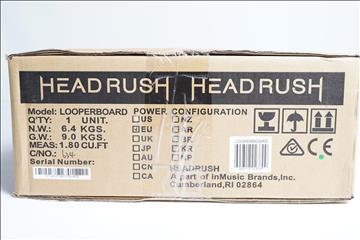 HEADRUSH HEADRUSH
Model: LOOPERBOARD
Q'TY: 1 UNIT.
N.W.: 6.4 KGS.
G.W.: 9.0 KGS.
MEAS: 1.80 CU.FT
C/NO.:
Serial Number:
POWER CONFIGURATION
US NZ
EU AR
UK BR
JP KR
AU
CN
CA
LOOPERBOARD
HEADRUSH
A part of inMusic Brands,Inc.
Cumberland,RI 02864